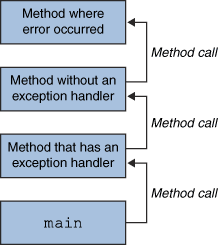 Method where
error occurred
Method call
Method without an
exception handler
Method call
Method that has an
exception handler
Method call
main